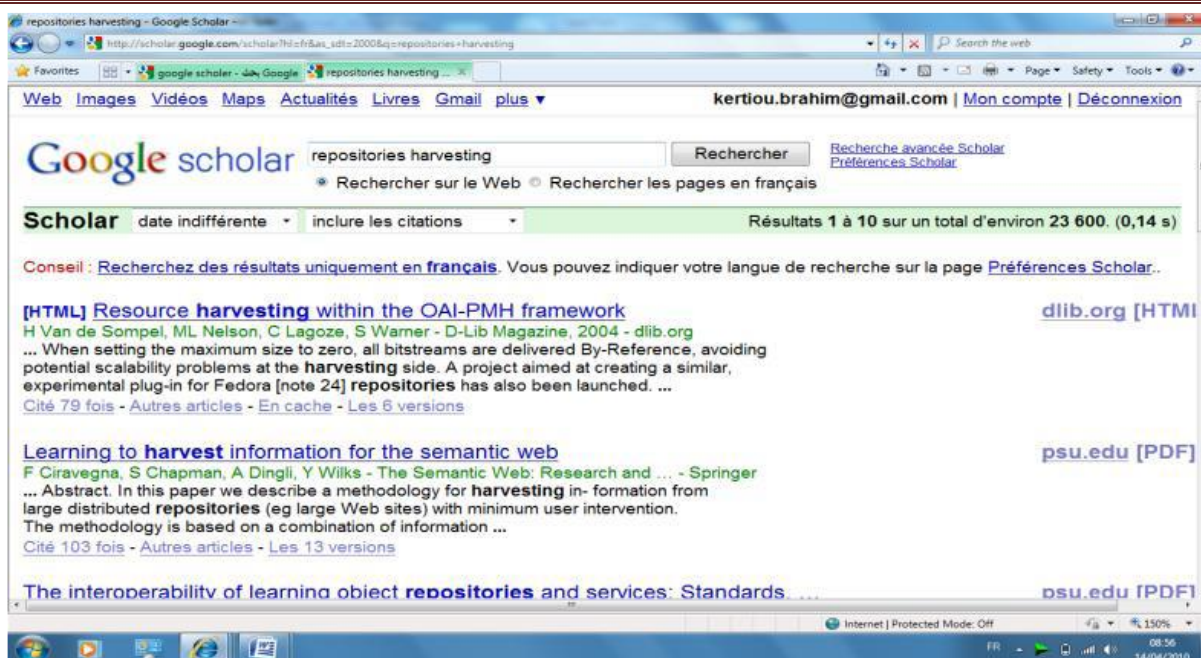 repositories harvesting - Google Scholar -
http://scholar.google.com/scholar?hl=fr&as_sdt=2000&q=repositories+harvesting
Search the web
Favorites
google scholer - بحث Google
repositories harvesting ...
Page Safety Tools
Web Images Vidéos Maps Actualités Livres Gmail plus ▼
kertiou.brahim@gmail.com | Mon compte | Déconnexion
Google scholar
repositories harvesting
Rechercher
Recherche avancée Scholar
Préférences Scholar
Rechercher sur le Web Rechercher les pages en français
Scholar date indifférente inclure les citations Résultats 1 à 10 sur un total d'environ 23 600. (0,14 s)
Conseil : Recherchez des résultats uniquement en français. Vous pouvez indiquer votre langue de recherche sur la page Préférences Scholar..
[HTML] Resource harvesting within the OAI-PMH framework
dlib.org [HTML
H Van de Sompel, ML Nelson, C Lagoze, S Warner - D-Lib Magazine, 2004 - dlib.org
... When setting the maximum size to zero, all bitstreams are delivered By-Reference, avoiding
potential scalability problems at the harvesting side. A project aimed at creating a similar,
experimental plug-in for Fedora [note 24] repositories has also been launched. ...
Cité 79 fois - Autres articles - En cache - Les 6 versions
Learning to harvest information for the semantic web
psu.edu [PDF]
F Ciravegna, S Chapman, A Dingli, Y Wilks - The Semantic Web: Research and ... - Springer
... Abstract. In this paper we describe a methodology for harvesting in- formation from
large distributed repositories (eg large Web sites) with minimum user intervention.
The methodology is based on a combination of information ...
Cité 103 fois - Autres articles - Les 13 versions
The interoperability of learning object repositories and services: Standards, ...
psu.edu [PDF]
Internet | Protected Mode: Off
150%
FR
08:56
14/04/2010